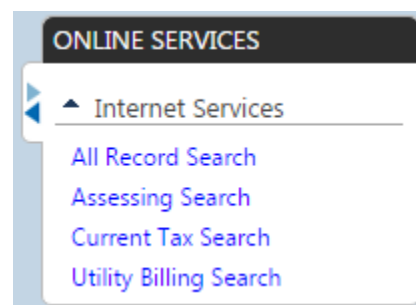 ONLINE SERVICES
Internet Services
All Record Search
Assessing Search
Current Tax Search
Utility Billing Search